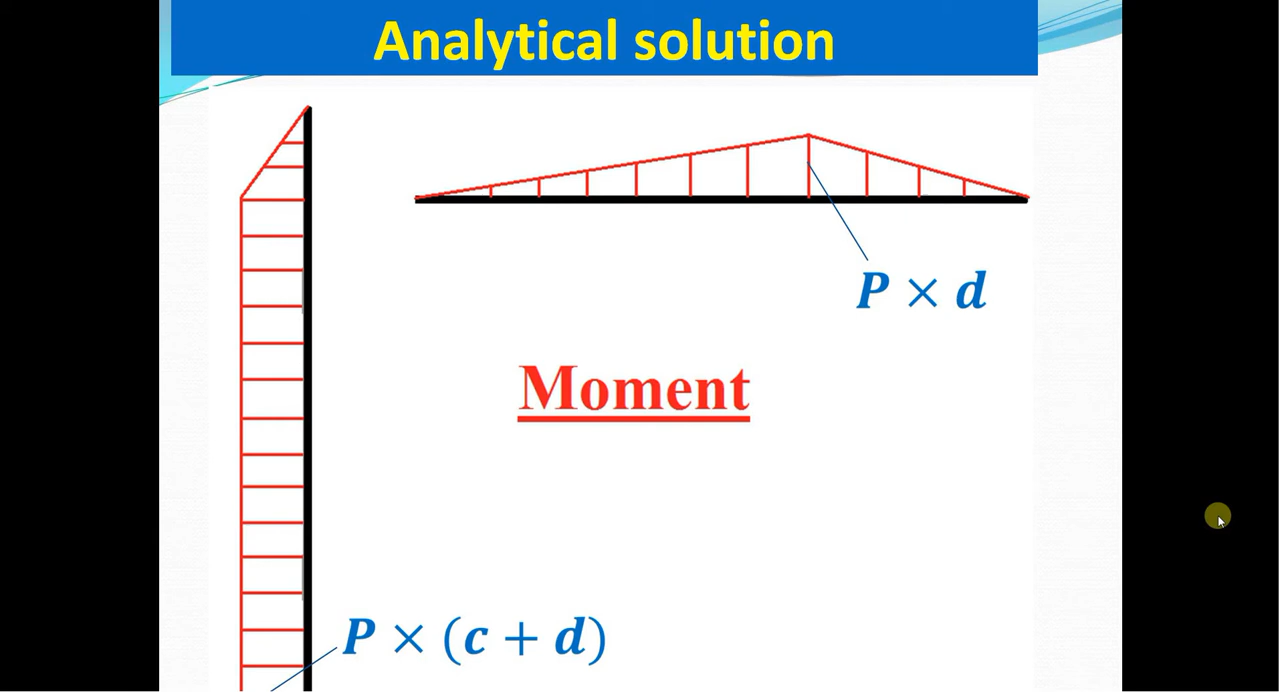 Analytical solution
P × d
Moment
P × (c + d)